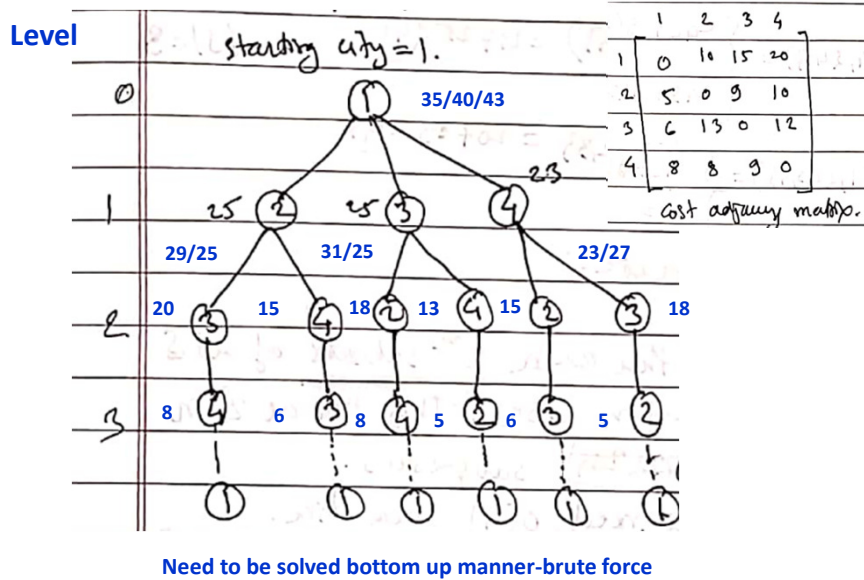 Level
starting city=1.
1 2 3 4
1 0 10 15 20
2 5 0 9 10
3 6 13 0 12
4 8 8 9 0
cost adjancy matrix.
0 1 35/40/43
23
1 25 2 25 3 4
29/25 31/25 23/27
20 15 18 13 15 18
2 3 4 2 4 2 3
3 8 4 6 3 8 4 5 2 6 3 5 2
1 1 1 1 1 1
Need to be solved bottom up manner-brute force